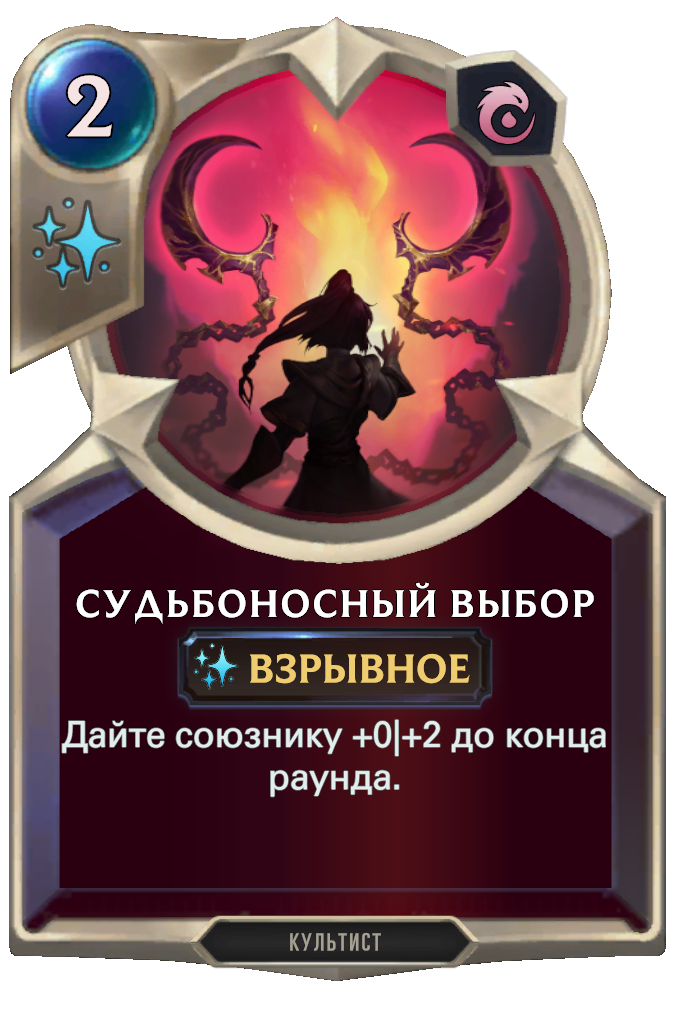 2
СУДЬБОНОСНЫЙ ВЫБОР
ВЗРЫВНОЕ
Дайте союзнику +0|+2 до конца
раунда.
КУЛЬТИСТ